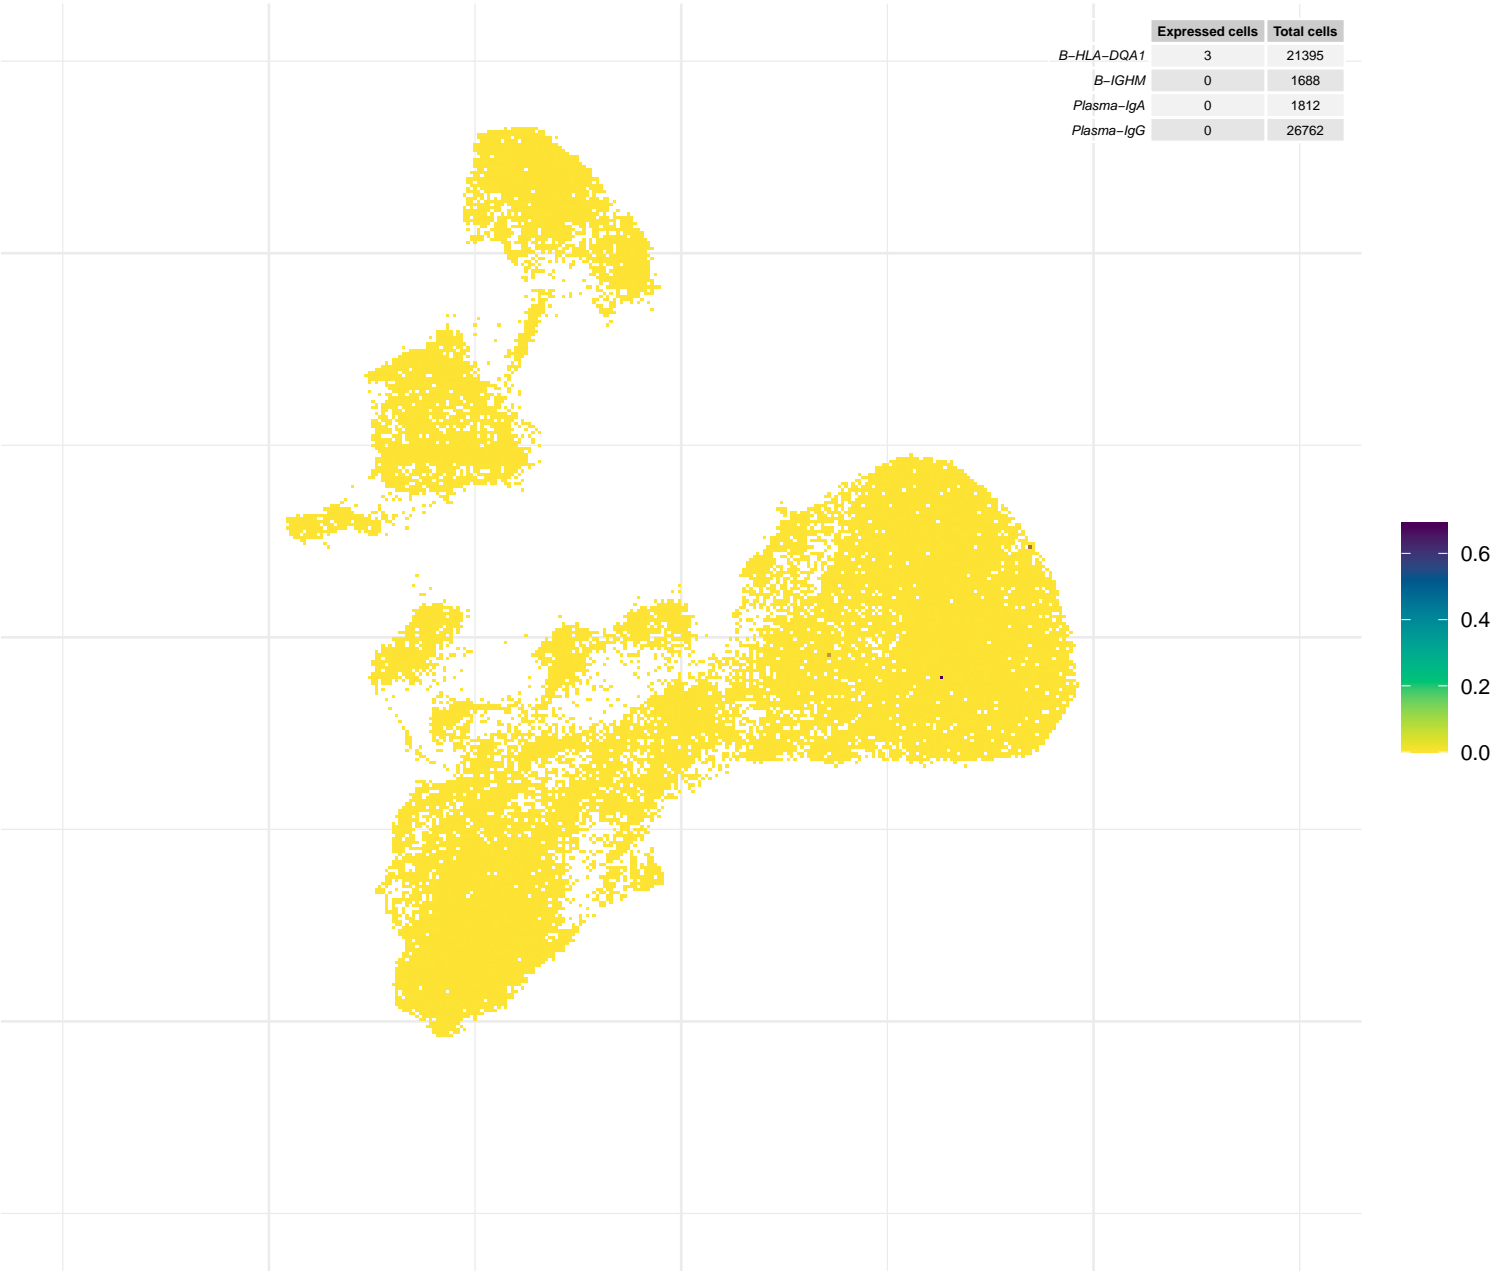 Expressed cells Total cells
B-HLA-DQA1 3 21395
B-IGHM 0 1688
Plasma-IgA 0 1812
Plasma-IgG 0 26762
0.6
0.4
0.2
0.0